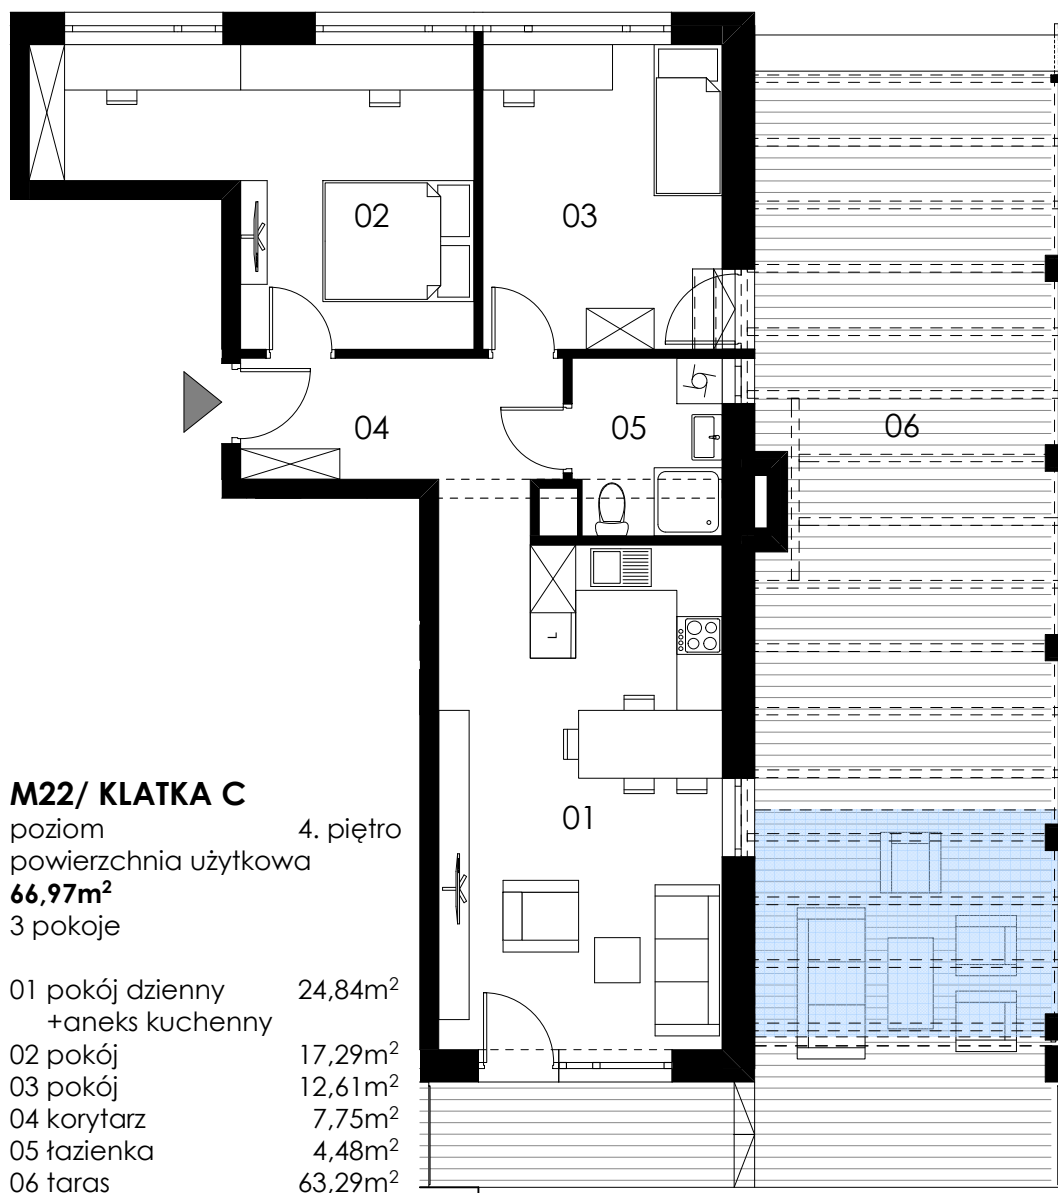 02
03
04
05
06
L
01
M22/ KLATKA C
poziom 4. piętro
powierzchnia użytkowa
66,97m²
3 pokoje
01 pokój dzienny 24,84m²
+aneks kuchenny
02 pokój 17,29m²
03 pokój 12,61m²
04 korytarz 7,75m²
05 łazienka 4,48m²
06 taras 63,29m²